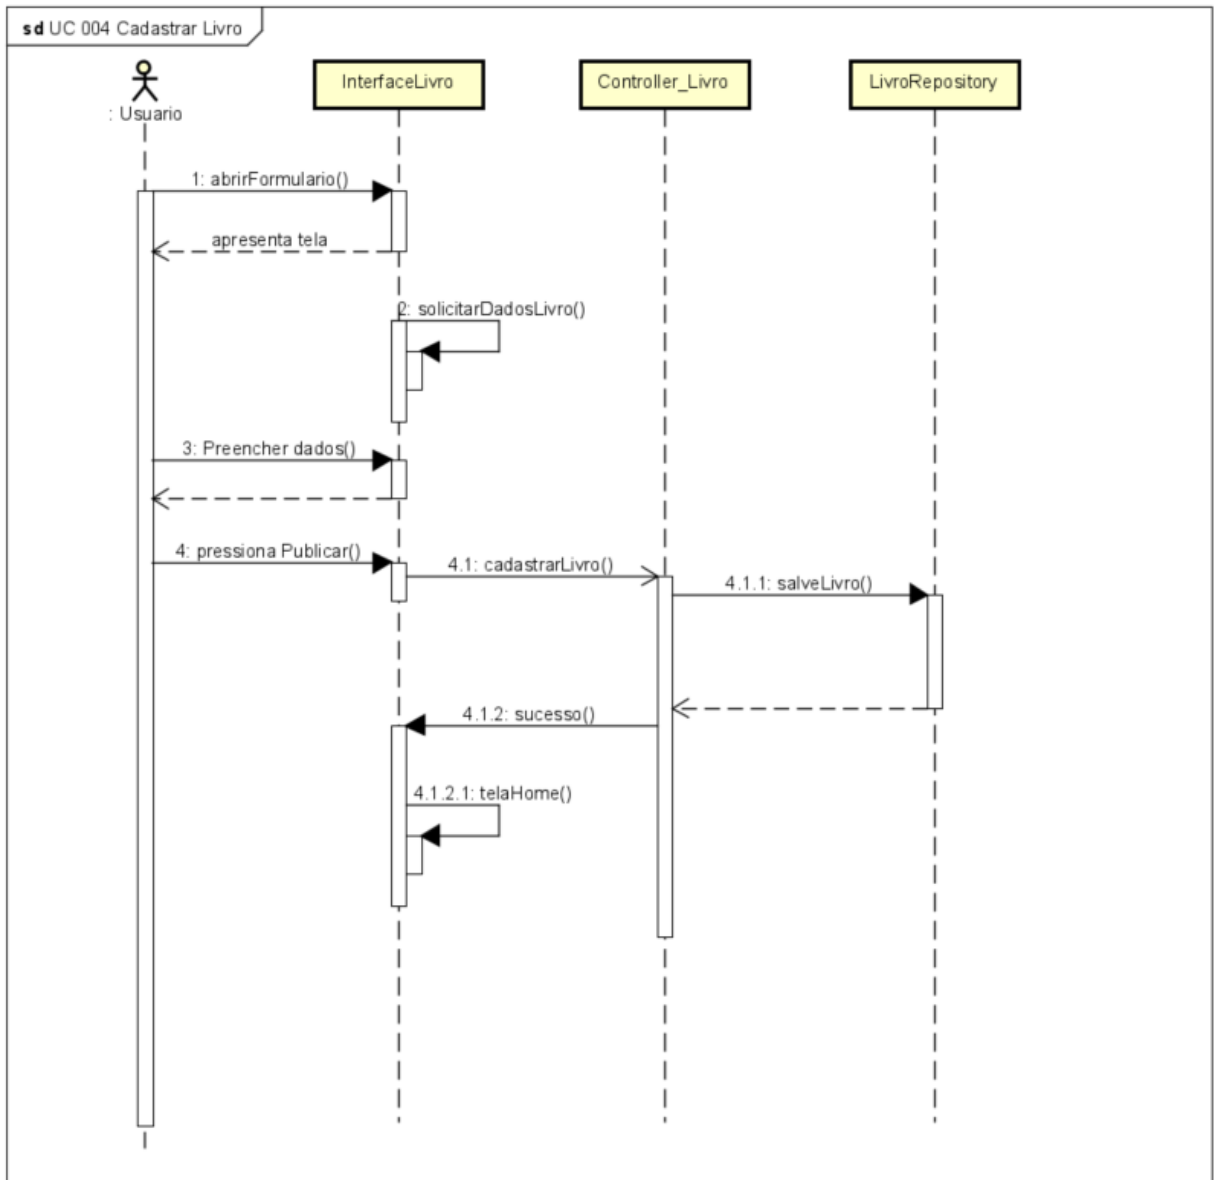 sd UC 004 Cadastrar Livro
: Usuario
InterfaceLivro
Controller_Livro
LivroRepository
1: abrirFormulario()
apresenta tela
2: solicitarDadosLivro()
3: Preencher dados()
4: pressiona Publicar()
4.1: cadastrarLivro()
4.1.1: salveLivro()
4.1.2: sucesso()
4.1.2.1: telaHome()